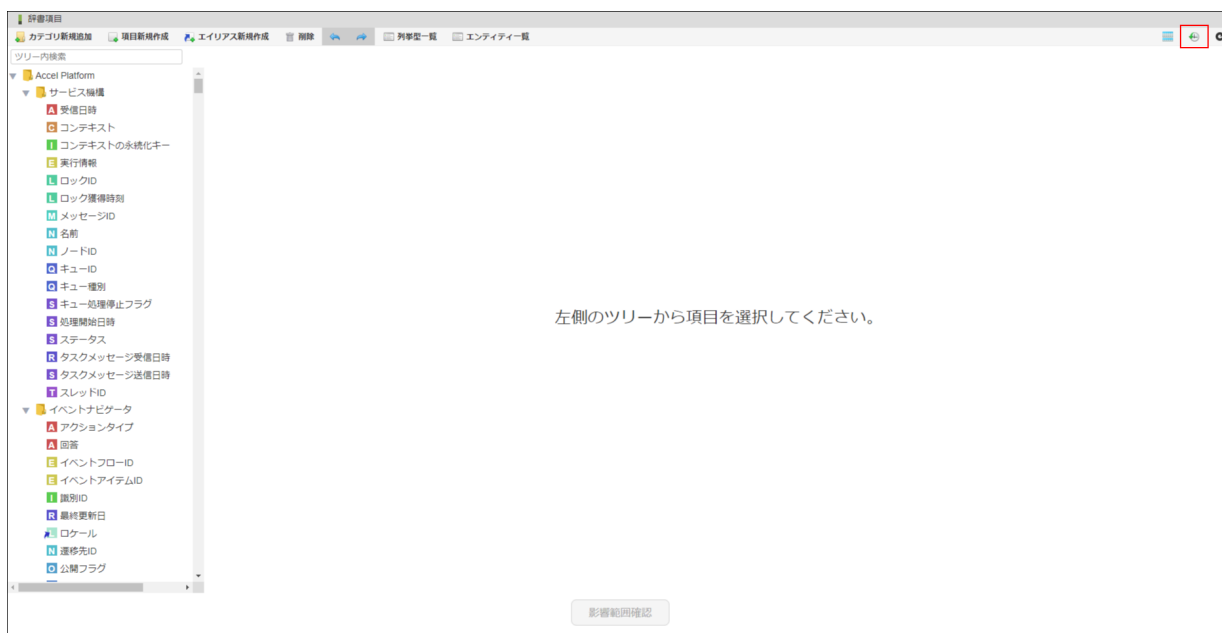 辞書項目
カテゴリ新規追加 項目新規作成 エイリアス新規作成 削除 列挙型一覧 エンティティ一覧
ツリー内検索
Accel Platform
サービス機構
A 受信日時
C コンテキスト
I コンテキストの永続化キー
E 実行情報
L ロックID
L ロック獲得時刻
M メッセージID
N 名前
N ノードID
Q キューID
Q キュー種別
S キュー処理停止フラグ
S 処理開始日時
S ステータス
R タスクメッセージ受信日時
S タスクメッセージ送信日時
T スレッドID
イベントナビゲータ
A アクションタイプ
A 回答
E イベントフローID
E イベントアイテムID
I 識別ID
R 最終更新日
ロケール
N 遷移先ID
O 公開フラグ
左側のツリーから項目を選択してください。
影響範囲確認